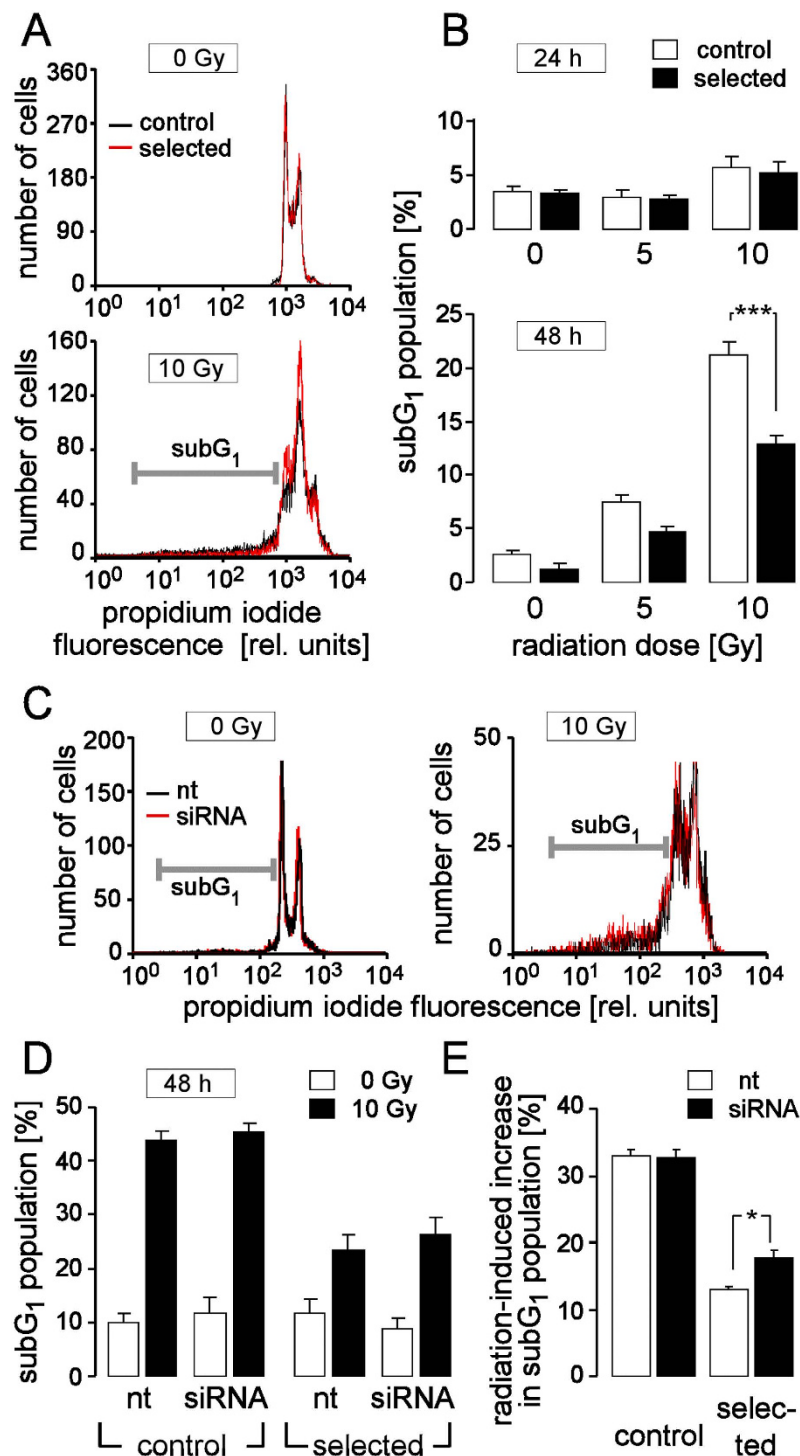 A
0 Gy
number of cells
360
270
180
90
0
control
selected
10⁰ 10¹ 10² 10³ 10⁴
10 Gy
number of cells
160
120
80
40
0
subG₁
10⁰ 10¹ 10² 10³ 10⁴
propidium iodide
fluorescence [rel. units]
B
24 h
control
selected
subG₁ population [%]
10
5
0
0 5 10
48 h
25
20
15
10
5
0
***
0 5 10
radiation dose [Gy]
C
0 Gy
number of cells
200
150
100
50
0
nt
siRNA
subG₁
10⁰ 10¹ 10² 10³ 10⁴
10 Gy
number of cells
50
25
0
subG₁
10⁰ 10¹ 10² 10³ 10⁴
propidium iodide fluorescence [rel. units]
D
48 h
0 Gy
10 Gy
subG₁ population [%]
50
40
30
20
10
0
nt siRNA nt siRNA
control selected
E
nt
siRNA
radiation-induced increase
in subG₁ population [%]
40
30
20
10
0
*
control
selec-
ted